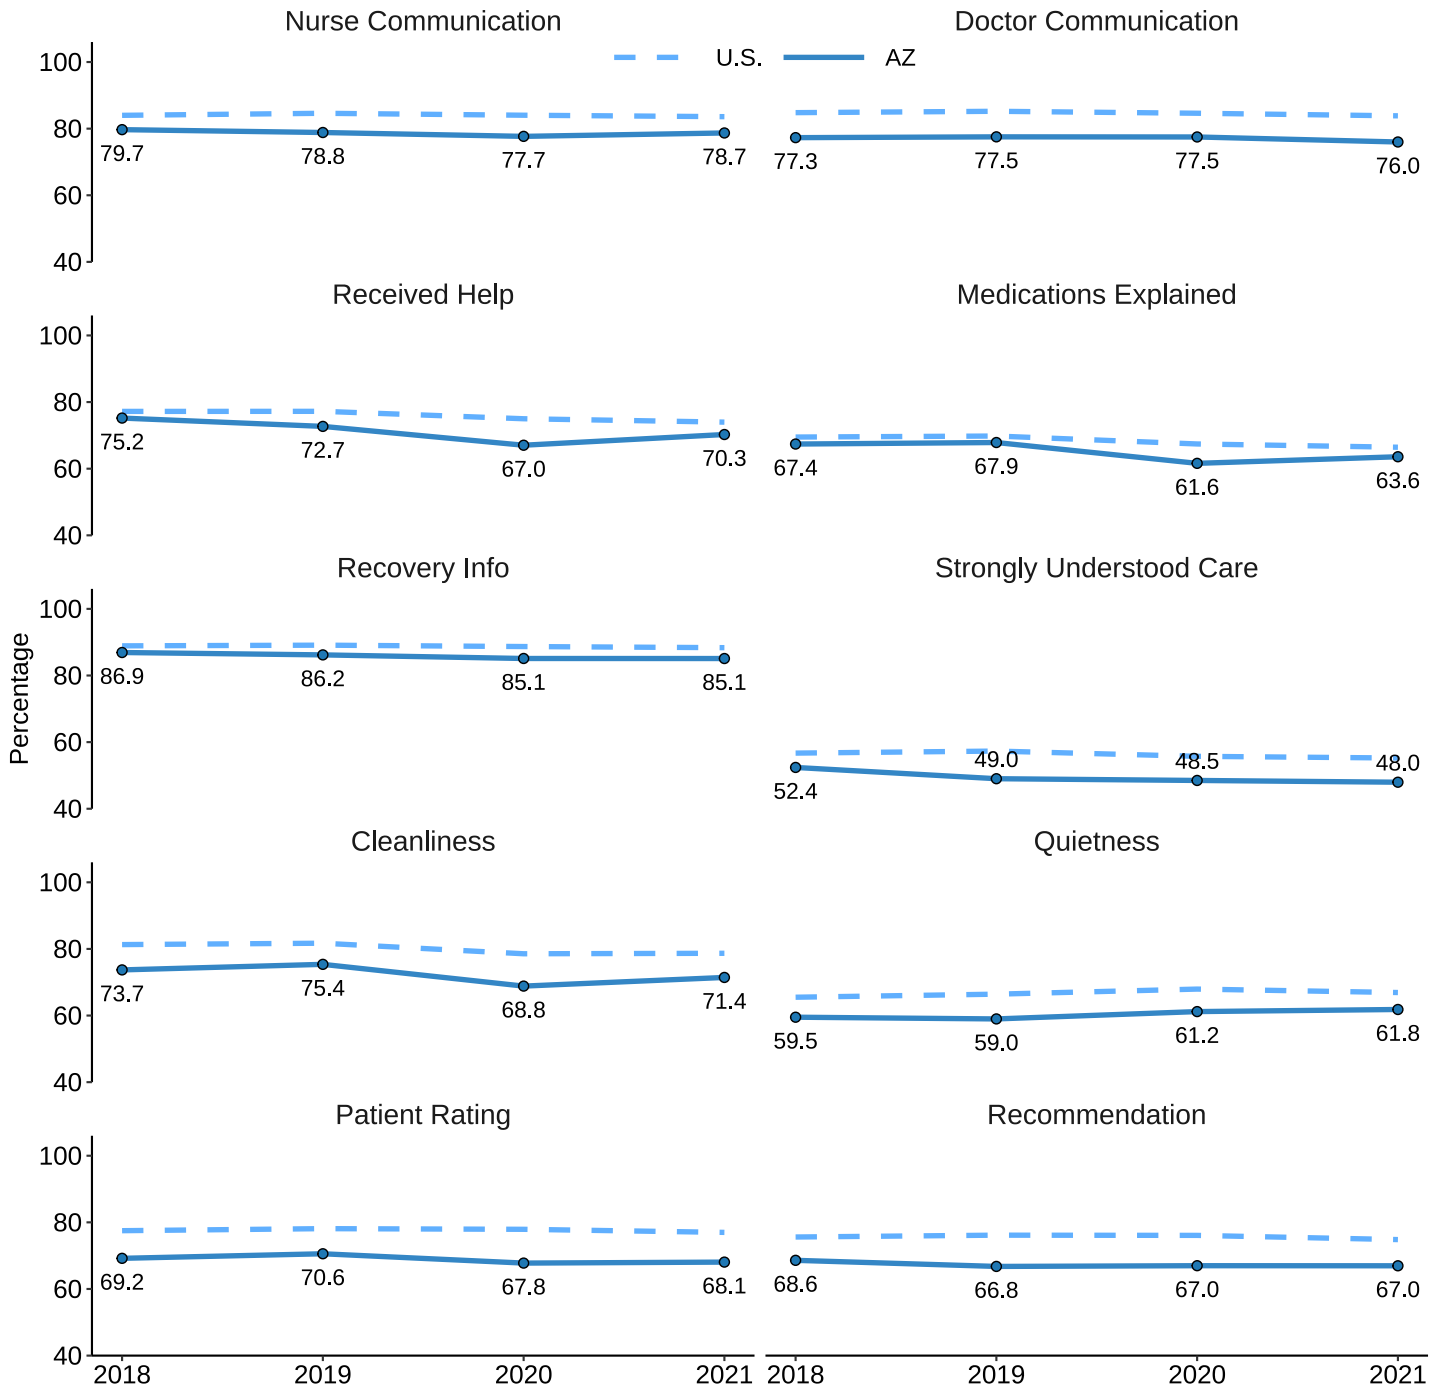 Nurse Communication
Doctor Communication
U.S. AZ
100
80
60
40
79.7 78.8 77.7 78.7
77.3 77.5 77.5 76.0
Received Help
Medications Explained
100
80
60
40
75.2 72.7 67.0 70.3
67.4 67.9 61.6 63.6
Recovery Info
Strongly Understood Care
Percentage
100
80
60
40
86.9 86.2 85.1 85.1
52.4 49.0 48.5 48.0
Cleanliness
Quietness
100
80
60
40
73.7 75.4 68.8 71.4
59.5 59.0 61.2 61.8
Patient Rating
Recommendation
100
80
60
40
69.2 70.6 67.8 68.1
68.6 66.8 67.0 67.0
2018 2019 2020 2021
2018 2019 2020 2021